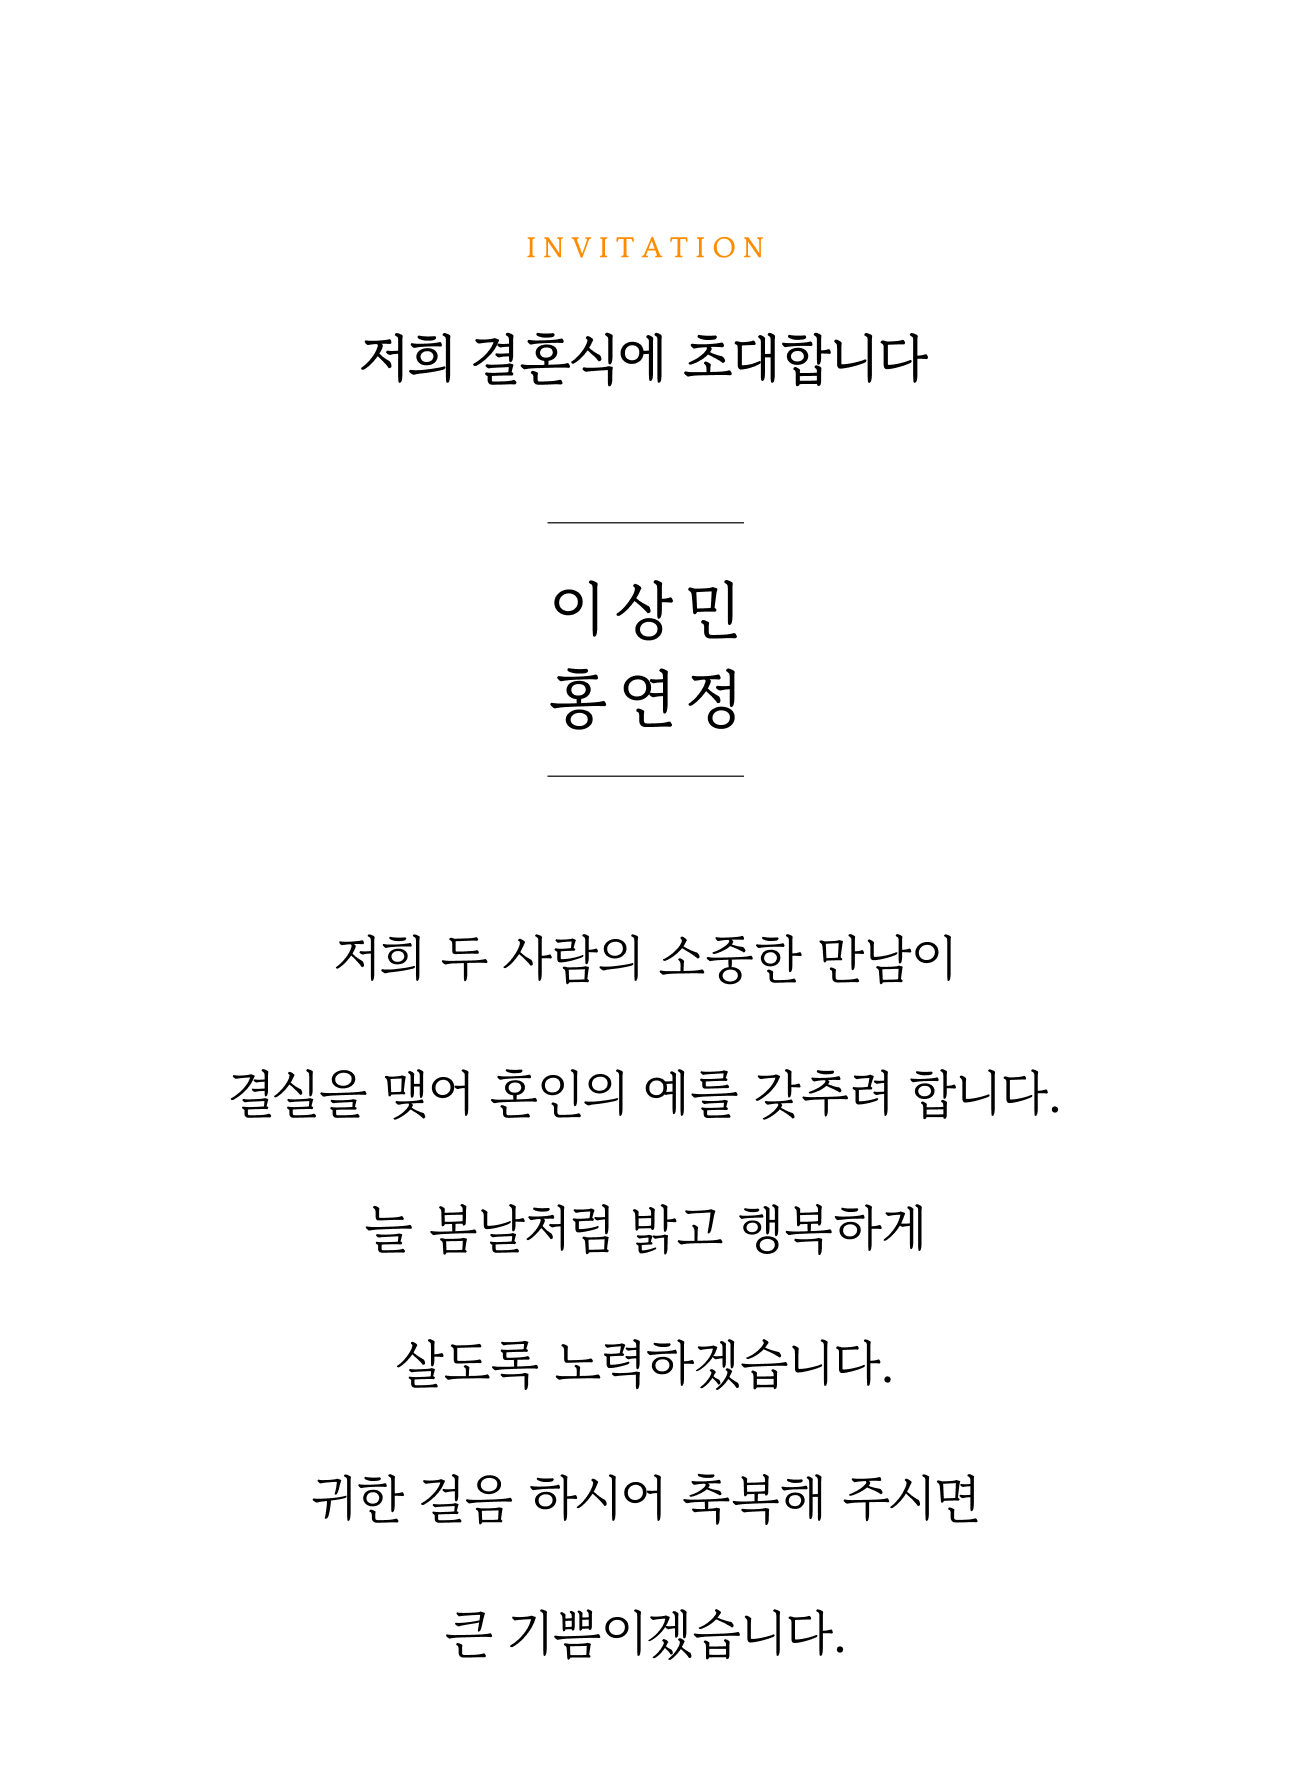 INVITATION
저희 결혼식에 초대합니다
이상민
홍연정
저희 두 사람의 소중한 만남이
결실을 맺어 혼인의 예를 갖추려 합니다.
늘 봄날처럼 밝고 행복하게
살도록 노력하겠습니다.
귀한 걸음 하시어 축복해 주시면
큰 기쁨이겠습니다.